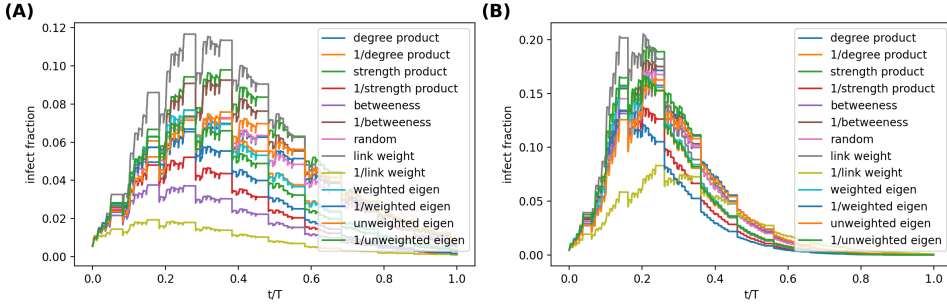 (A)
infect fraction
0.12
0.10
0.08
0.06
0.04
0.02
0.00
0.0 0.2 0.4 0.6 0.8 1.0
t/T
degree product
1/degree product
strength product
1/strength product
betweeness
1/betweeness
random
link weight
1/link weight
weighted eigen
1/weighted eigen
unweighted eigen
1/unweighted eigen
(B)
infect fraction
0.20
0.15
0.10
0.05
0.00
0.0 0.2 0.4 0.6 0.8 1.0
t/T
degree product
1/degree product
strength product
1/strength product
betweeness
1/betweeness
random
link weight
1/link weight
weighted eigen
1/weighted eigen
unweighted eigen
1/unweighted eigen